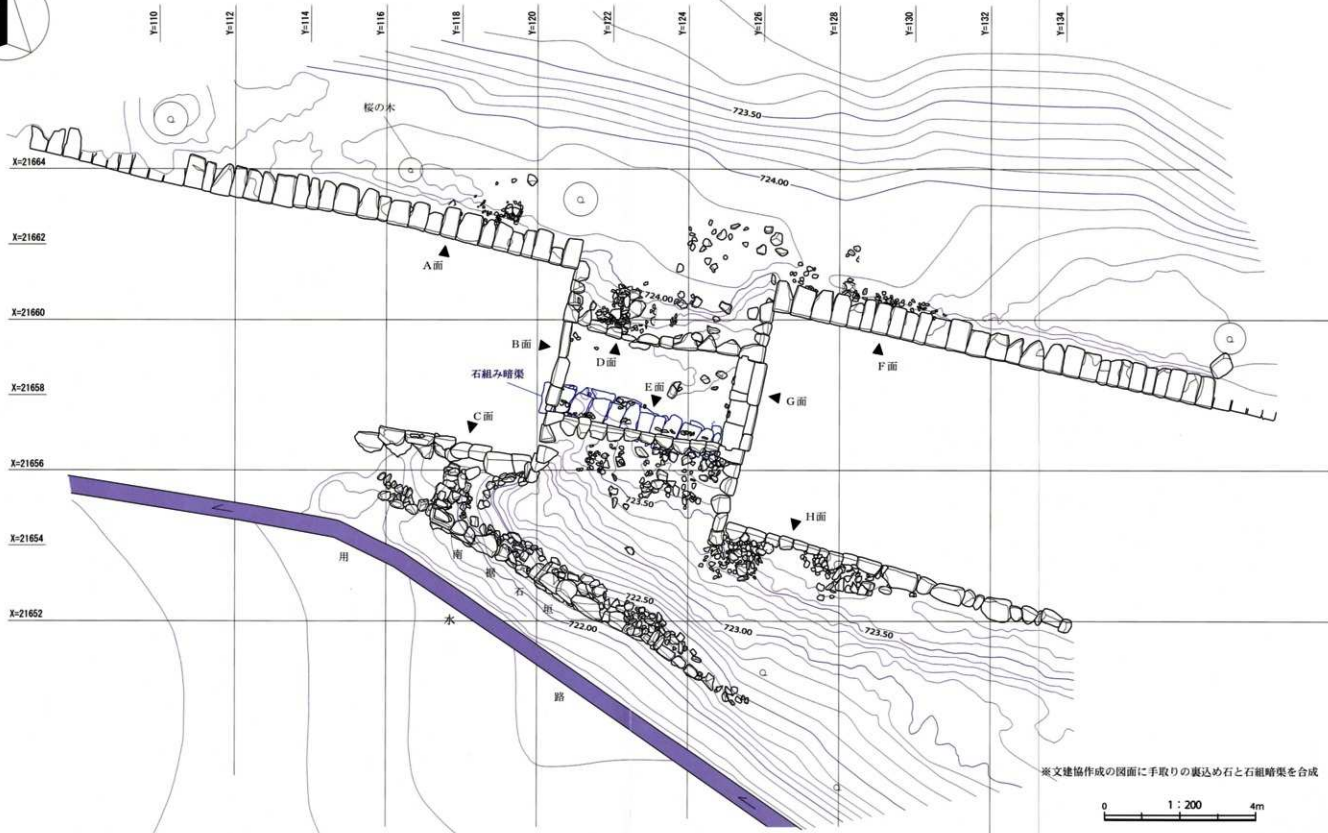 Y=110
Y=112
Y=114
Y=116
Y=118
Y=120
Y=122
Y=124
Y=126
Y=128
Y=130
Y=132
Y=134
723.50
桜の木
X=21664
724.00
X=21662
A面
724.00
X=21660
B面
D面
F面
石組み暗渠
E面
X=21658
G面
C面
X=21656
723.50
H面
X=21654
用水路
南裾石垣
722.50
X=21652
722.00
723.00
723.50
※文建協作成の図面に手取りの裏込め石と石組暗渠を合成
0 1:200 4m